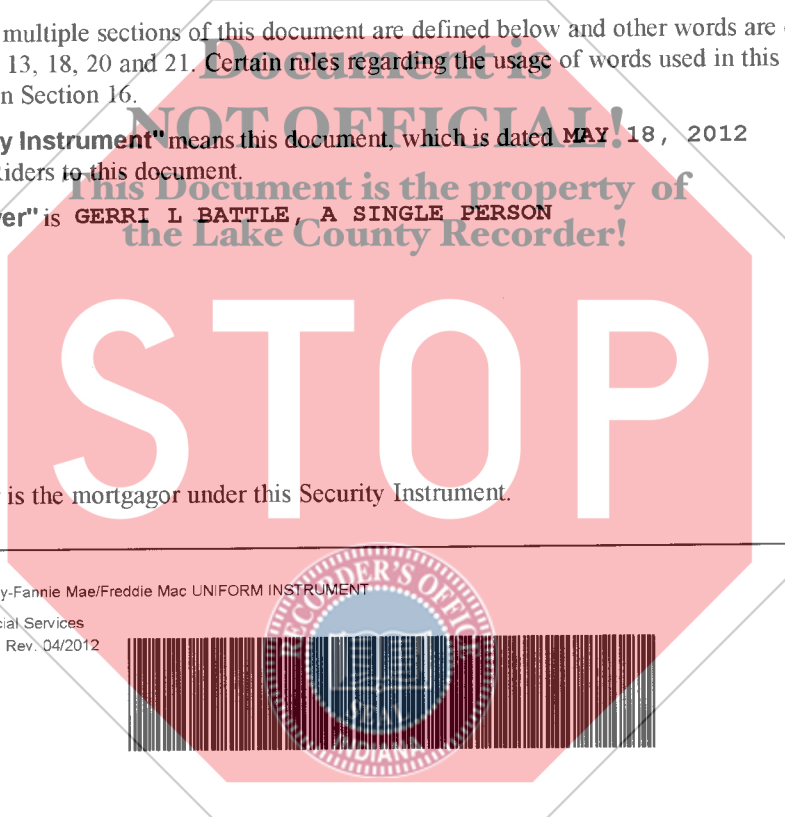 multiple sections of this document are defined below and other words are
13, 18, 20 and 21. Certain rules regarding the usage of words used in this
n Section 16.
Document is
NOT OFFICIAL!
y Instrument" means this document, which is dated MAY 18, 2012
Riders to this document.
This Document is the property of
er" is GERRI L BATTLE, A SINGLE PERSON
the Lake County Recorder!
STOP
is the mortgagor under this Security Instrument.
y-Fannie Mae/Freddie Mac UNIFORM INSTRUMENT
cial Services
Rev. 04/2012
RECORDER'S OFFICE
SEAL
INDIANA